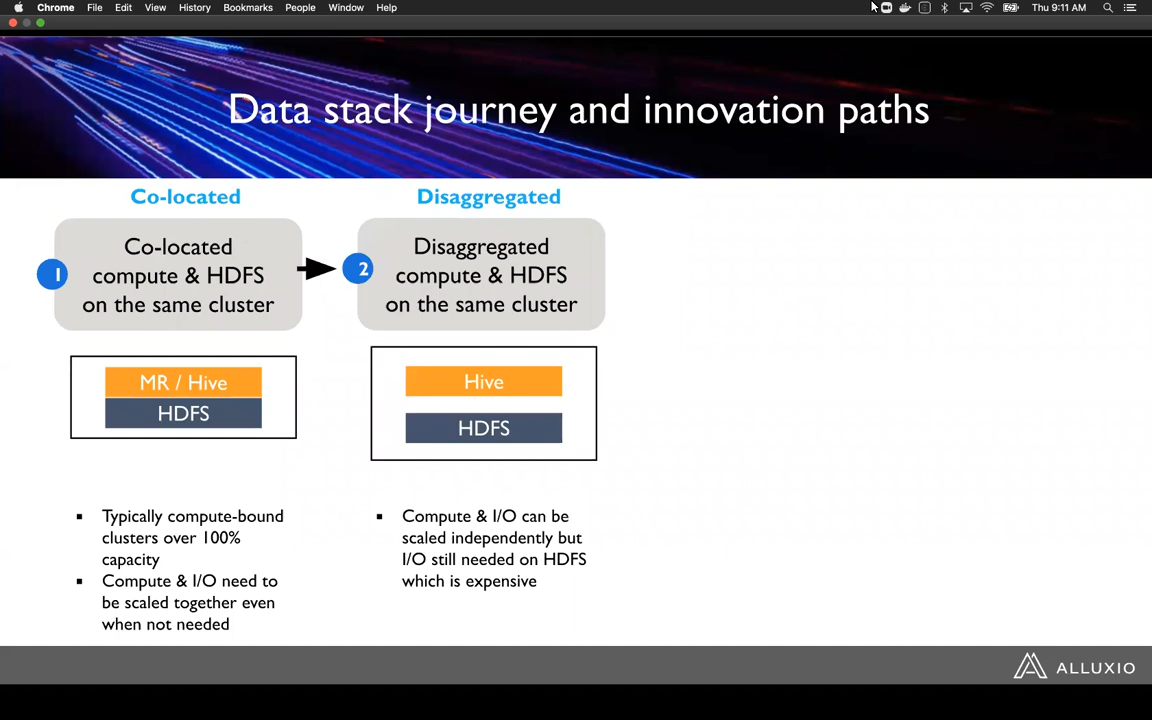 Chrome File Edit View History Bookmarks People Window Help Thu 9:11 AM
Data stack journey and innovation paths
Co-located
Co-located
compute & HDFS
on the same cluster
1
MR / Hive
HDFS
▪ Typically compute-bound
clusters over 100%
capacity
▪ Compute & I/O need to
be scaled together even
when not needed
Disaggregated
Disaggregated
compute & HDFS
on the same cluster
2
Hive
HDFS
▪ Compute & I/O can be
scaled independently but
I/O still needed on HDFS
which is expensive
ALLUXIO